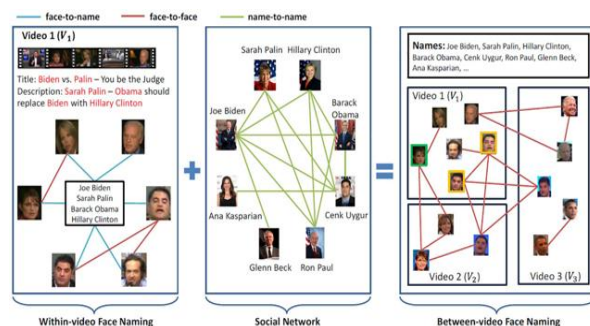 face-to-name
face-to-face
name-to-name
Video 1 (V₁)
Title: Biden vs. Palin – You be the Judge
Description: Sarah Palin – Obama should
replace Biden with Hillary Clinton
Joe Biden
Sarah Palin
Barack Obama
Hillary Clinton
Within-video Face Naming
+
Sarah Palin
Hillary Clinton
Joe Biden
Barack
Obama
Ana Kasparian
Cenk Uygur
Glenn Beck
Ron Paul
Social Network
=
Names: Joe Biden, Sarah Palin, Hillary Clinton,
Barack Obama, Cenk Uygur, Ron Paul, Glenn Beck,
Ana Kasparian, ...
Video 1 (V₁)
Video 2 (V₂)
Video 3 (V₃)
Between-video Face Naming